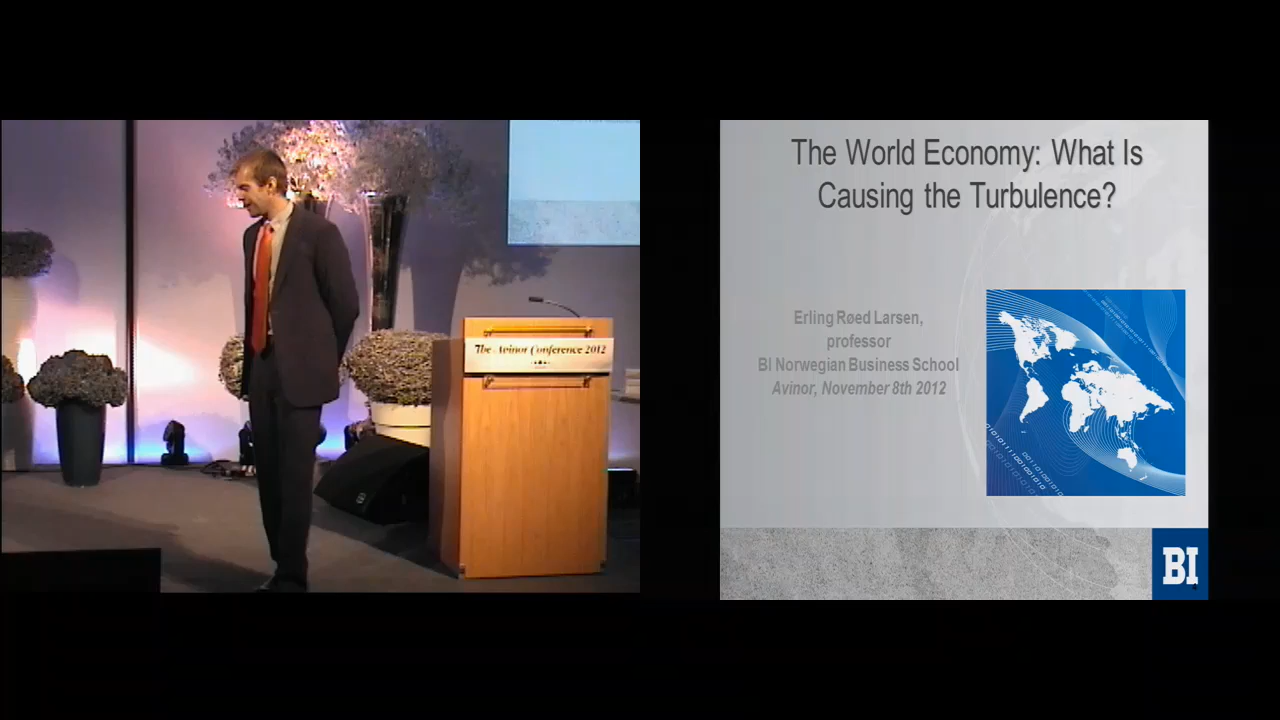 The Avinor Conference 2012
The World Economy: What Is
Causing the Turbulence?
Erling Røed Larsen,
professor
BI Norwegian Business School
Avinor, November 8th 2012
BI